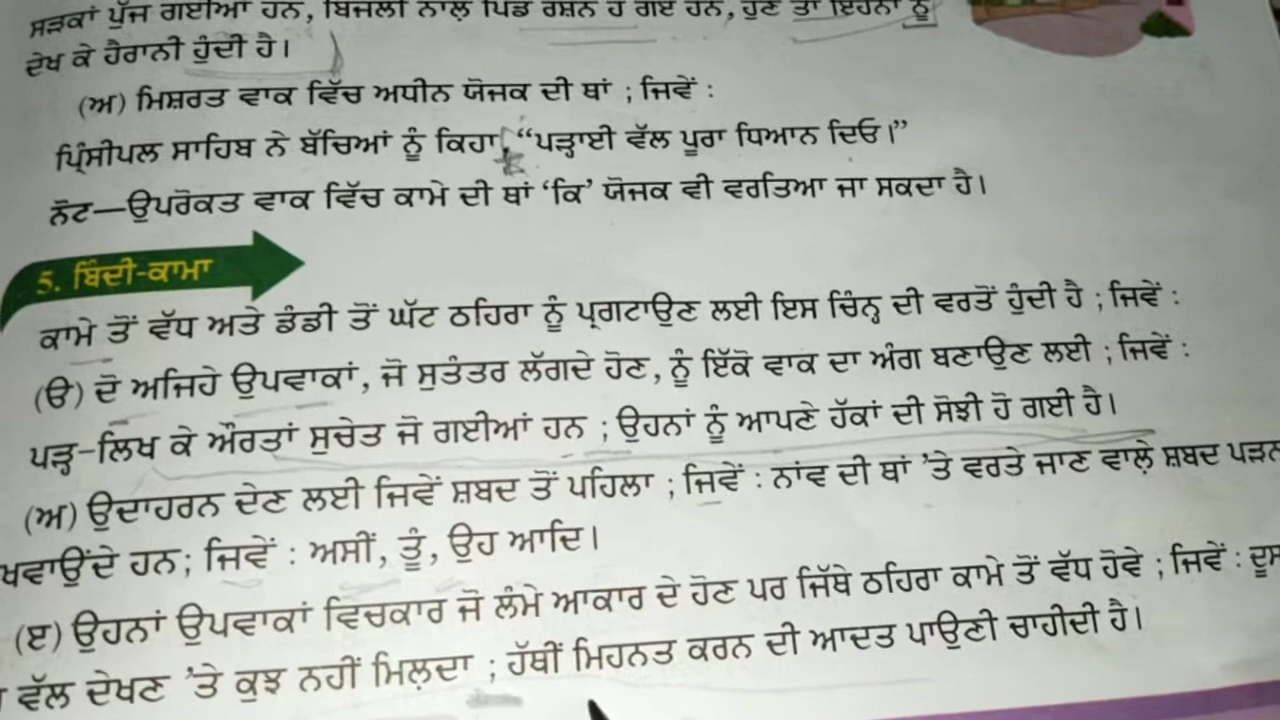 ਸੜਕਾਂ ਪੁੱਜ ਗਈਆਂ ਹਨ, ਬਿਜਲੀ ਨਾਲ਼ ਪਿੰਡ ਰੌਸ਼ਨ ਹੋ ਗਏ ਹਨ, ਹੁਣ ਤਾਂ ਇਹਨਾਂ ਨੂੰ
ਦੇਖ ਕੇ ਹੈਰਾਨੀ ਹੁੰਦੀ ਹੈ।
(ਅ) ਮਿਸ਼ਰਤ ਵਾਕ ਵਿੱਚ ਅਧੀਨ ਯੋਜਕ ਦੀ ਥਾਂ ; ਜਿਵੇਂ :
ਪ੍ਰਿੰਸੀਪਲ ਸਾਹਿਬ ਨੇ ਬੱਚਿਆਂ ਨੂੰ ਕਿਹਾ, “ਪੜ੍ਹਾਈ ਵੱਲ ਪੂਰਾ ਧਿਆਨ ਦਿਓ।”
ਨੋਟ—ਉਪਰੋਕਤ ਵਾਕ ਵਿੱਚ ਕਾਮੇ ਦੀ ਥਾਂ ‘ਕਿ’ ਯੋਜਕ ਵੀ ਵਰਤਿਆ ਜਾ ਸਕਦਾ ਹੈ।
5. ਬਿੰਦੀ-ਕਾਮਾ
ਕਾਮੇ ਤੋਂ ਵੱਧ ਅਤੇ ਡੰਡੀ ਤੋਂ ਘੱਟ ਠਹਿਰਾ ਨੂੰ ਪ੍ਰਗਟਾਉਣ ਲਈ ਇਸ ਚਿੰਨ੍ਹ ਦੀ ਵਰਤੋਂ ਹੁੰਦੀ ਹੈ ; ਜਿਵੇਂ :
(ੳ) ਦੋ ਅਜਿਹੇ ਉਪਵਾਕਾਂ, ਜੋ ਸੁਤੰਤਰ ਲੱਗਦੇ ਹੋਣ, ਨੂੰ ਇੱਕੋ ਵਾਕ ਦਾ ਅੰਗ ਬਣਾਉਣ ਲਈ ; ਜਿਵੇਂ :
ਪੜ੍ਹ-ਲਿਖ ਕੇ ਔਰਤਾਂ ਸੁਚੇਤ ਜੋ ਗਈਆਂ ਹਨ ; ਉਹਨਾਂ ਨੂੰ ਆਪਣੇ ਹੱਕਾਂ ਦੀ ਸੋਝੀ ਹੋ ਗਈ ਹੈ।
(ਅ) ਉਦਾਹਰਨ ਦੇਣ ਲਈ ਜਿਵੇਂ ਸ਼ਬਦ ਤੋਂ ਪਹਿਲਾ ; ਜਿਵੇਂ : ਨਾਂਵ ਦੀ ਥਾਂ ’ਤੇ ਵਰਤੇ ਜਾਣ ਵਾਲ਼ੇ ਸ਼ਬਦ
ਹਨ; ਜਿਵੇਂ : ਅਸੀਂ, ਤੂੰ, ਉਹ ਆਦਿ।
(ੲ) ਉਹਨਾਂ ਉਪਵਾਕਾਂ ਵਿਚਕਾਰ ਜੋ ਲੰਮੇ ਆਕਾਰ ਦੇ ਹੋਣ ਪਰ ਜਿੱਥੇ ਠਹਿਰਾ ਕਾਮੇ ਤੋਂ ਵੱਧ ਹੋਵੇ ; ਜਿਵੇਂ :
ਵੱਲ ਦੇਖਣ ’ਤੇ ਕੁਝ ਨਹੀਂ ਮਿਲ਼ਦਾ ; ਹੱਥੀਂ ਮਿਹਨਤ ਕਰਨ ਦੀ ਆਦਤ ਪਾਉਣੀ ਚਾਹੀਦੀ ਹੈ।